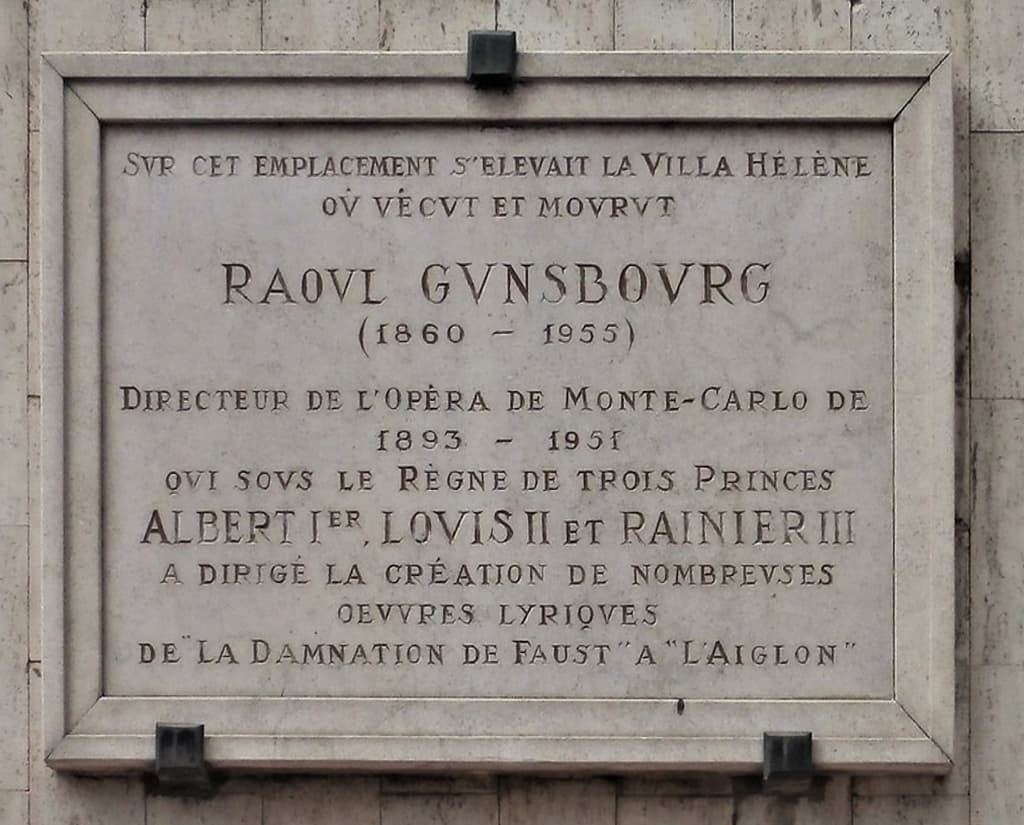 SVR CET EMPLACEMENT S'ELEVAIT LA VILLA HÉLÈNE
OÙ VÉCVT ET MOVRVT
RAOVL GVNSBOVRG
(1860 - 1955)
DIRECTEUR DE L'OPÉRA DE MONTE-CARLO DE
1893 - 1951
QVI SOVS LE RÈGNE DE TROIS PRINCES
ALBERT IER, LOVIS II ET RAINIER III
A DIRIGÉ LA CRÉATION DE NOMBREVSES
OEVVRES LYRIQVES
DE "LA DAMNATION DE FAUST" A "L'AIGLON"